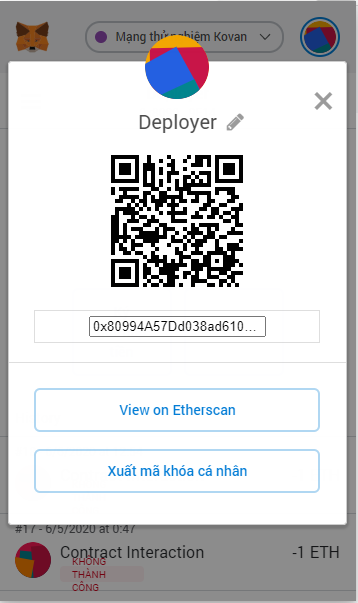 Mạng thử nghiệm Kovan
Deployer
0x80994A57Dd038ad610...
View on Etherscan
Xuất mã khóa cá nhân
#17 - 6/5/2020 at 0:47
Contract Interaction
-1 ETH
KHÔNG
THÀNH
CÔNG